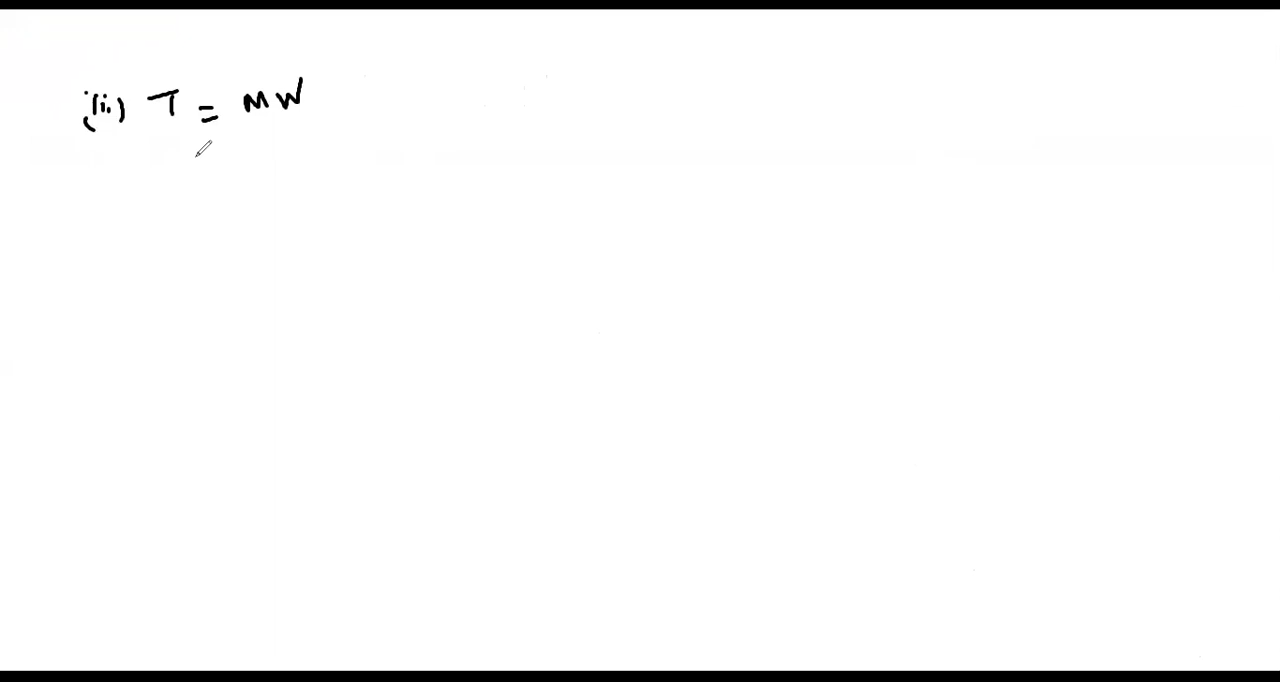 (ii) T = MW